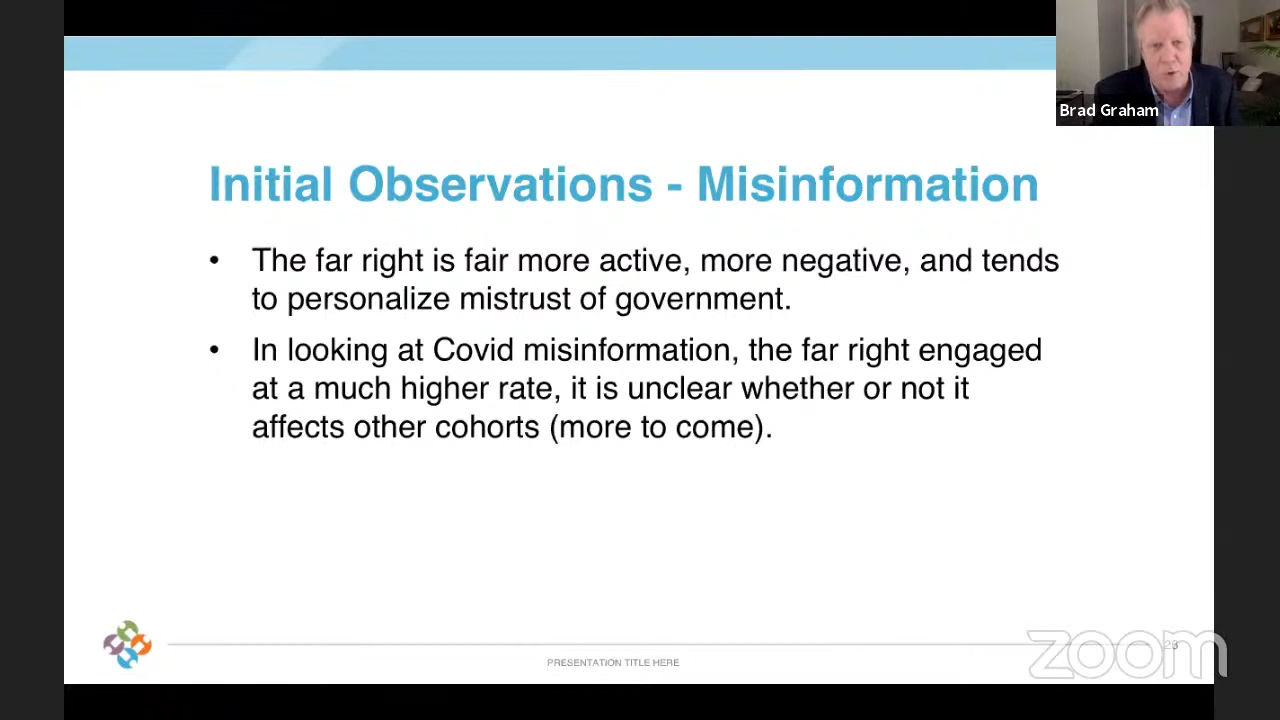 Brad Graham
Initial Observations - Misinformation
• The far right is fair more active, more negative, and tends
to personalize mistrust of government.
• In looking at Covid misinformation, the far right engaged
at a much higher rate, it is unclear whether or not it
affects other cohorts (more to come).
PRESENTATION TITLE HERE
zoom